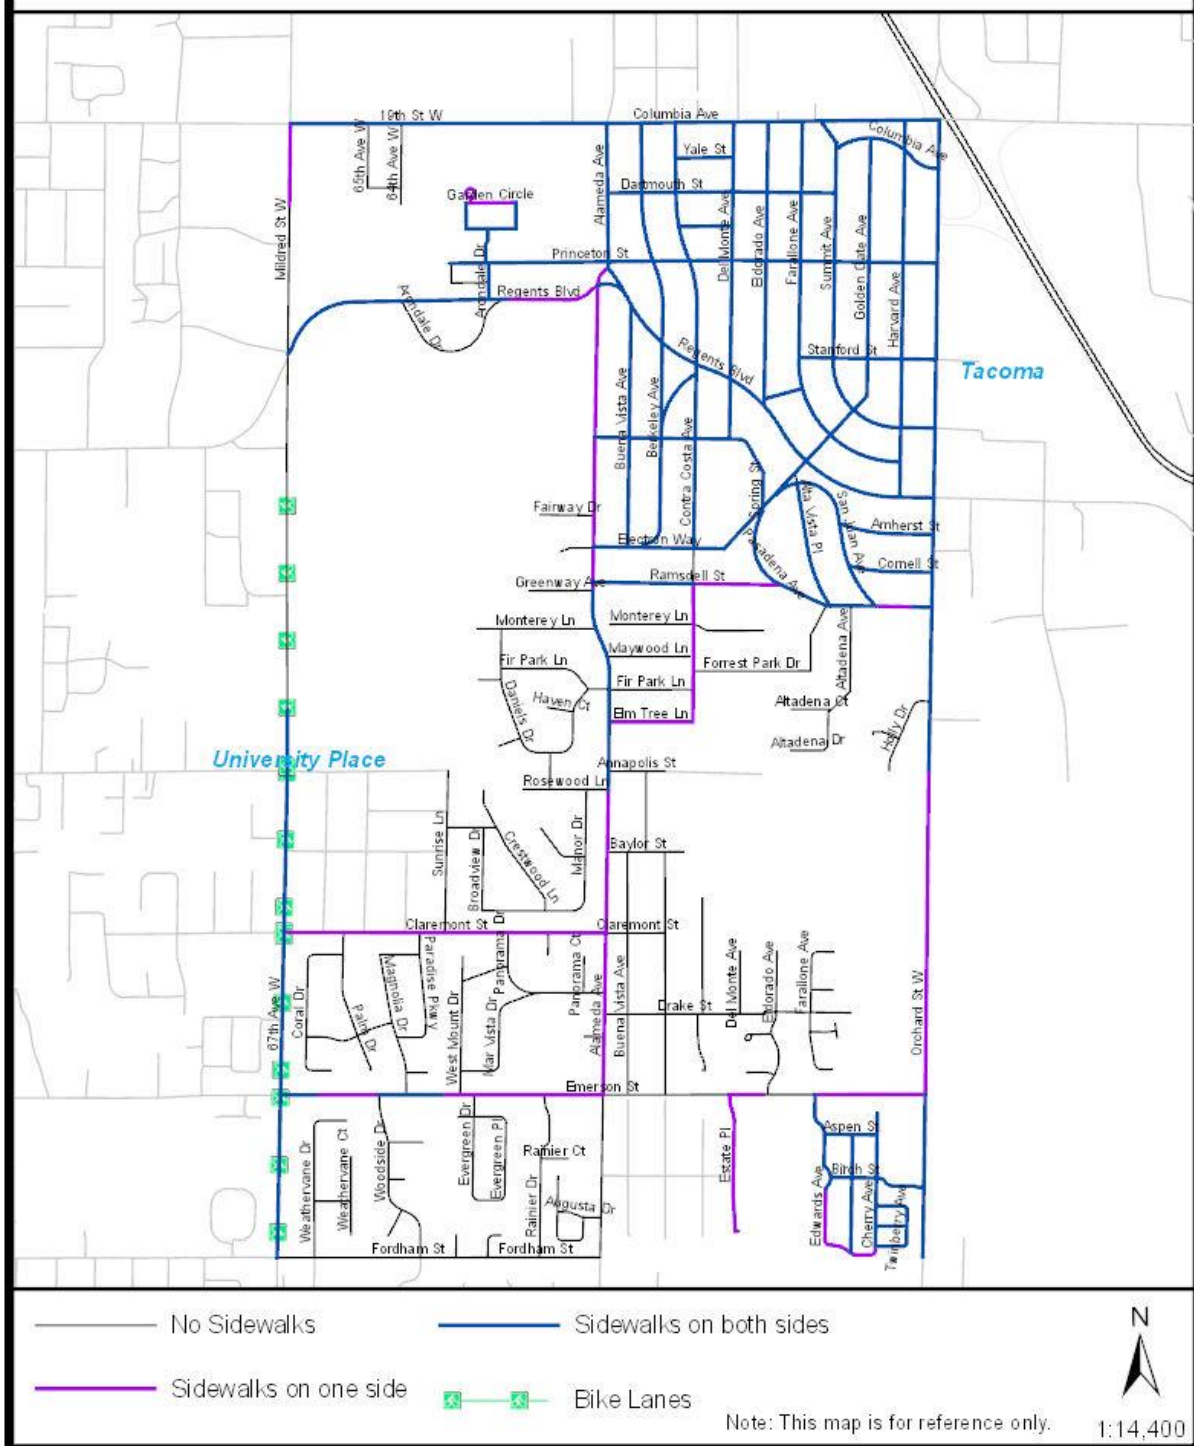 19th St W
Columbia Ave
Columbia Ave
65th Ave W
64th Ave W
Alameda Ave
Yale St
Dartmouth St
Garden Circle
Mildred St W
Del Monte Ave
Eldorado Ave
Farallone Ave
Summit Ave
Golden Gate Ave
Harvard Ave
Princeton St
Arondale Dr
Regents Blvd
Arondale Dr
Regents Blvd
Stanford St
Tacoma
Buena Vista Ave
Berkeley Ave
Contra Costa Ave
Spring St
Alta Vista Pl
San Juan Ave
Fairway Dr
Amherst St
Electron Way
Pasadena Ave
Cornell St
Greenway Ave
Ramsdell St
Monterey Ln
Monterey Ln
Altadena Ave
Maywood Ln
Fir Park Ln
Forrest Park Dr
Fir Park Ln
Daniels Dr
Haven Ct
Elm Tree Ln
Altadena Ct
Holly Dr
Altadena Dr
University Place
Annapolis St
Rosewood Ln
Sunrise Ln
Broadview Dr
Crestwood Ln
Manor Dr
Baylor St
Claremont St
Claremont St
Panorama Dr
Paradise Pkwy
Magnolia Dr
Panorama Ct
Del Monte Ave
Eldorado Ave
Farallone Ave
67th Ave W
Coral Dr
Palm Dr
West Mount Dr
Mar Vista Dr
Alameda Ave
Buena Vista Ave
Drake St
Orchard St W
Emerson St
Weathervane Dr
Weathervane Ct
Woodside Dr
Evergreen Dr
Evergreen Pl
Rainier Ct
Rainier Dr
Augusta Dr
Estate Pl
Aspen St
Birch St
Edwards Ave
Cherry Ave
Twinberry Ave
Fordham St
Fordham St
No Sidewalks
Sidewalks on both sides
N
Sidewalks on one side
Bike Lanes
Note: This map is for reference only.
1:14,400